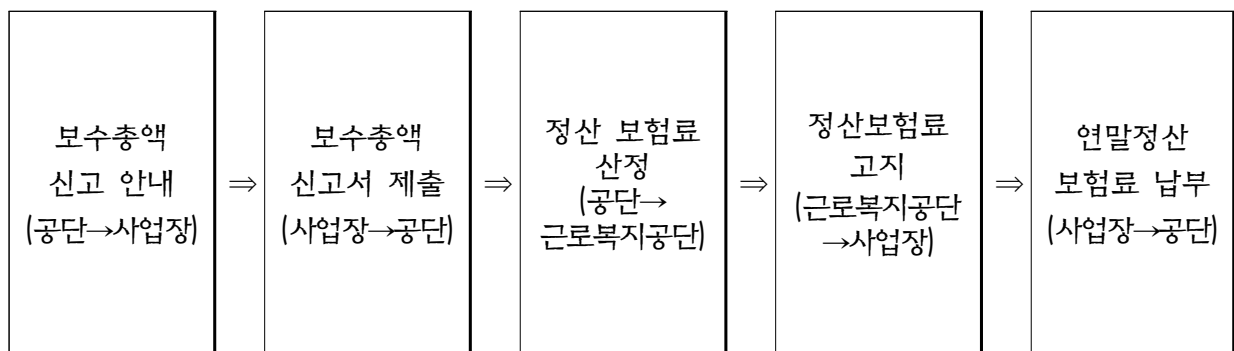 보수총액
신고 안내
(공단→사업장)
⇒
보수총액
신고서 제출
(사업장→공단)
⇒
정산 보험료
산정
(공단→
근로복지공단)
⇒
정산보험료
고지
(근로복지공단
→사업장)
⇒
연말정산
보험료 납부
(사업장→공단)